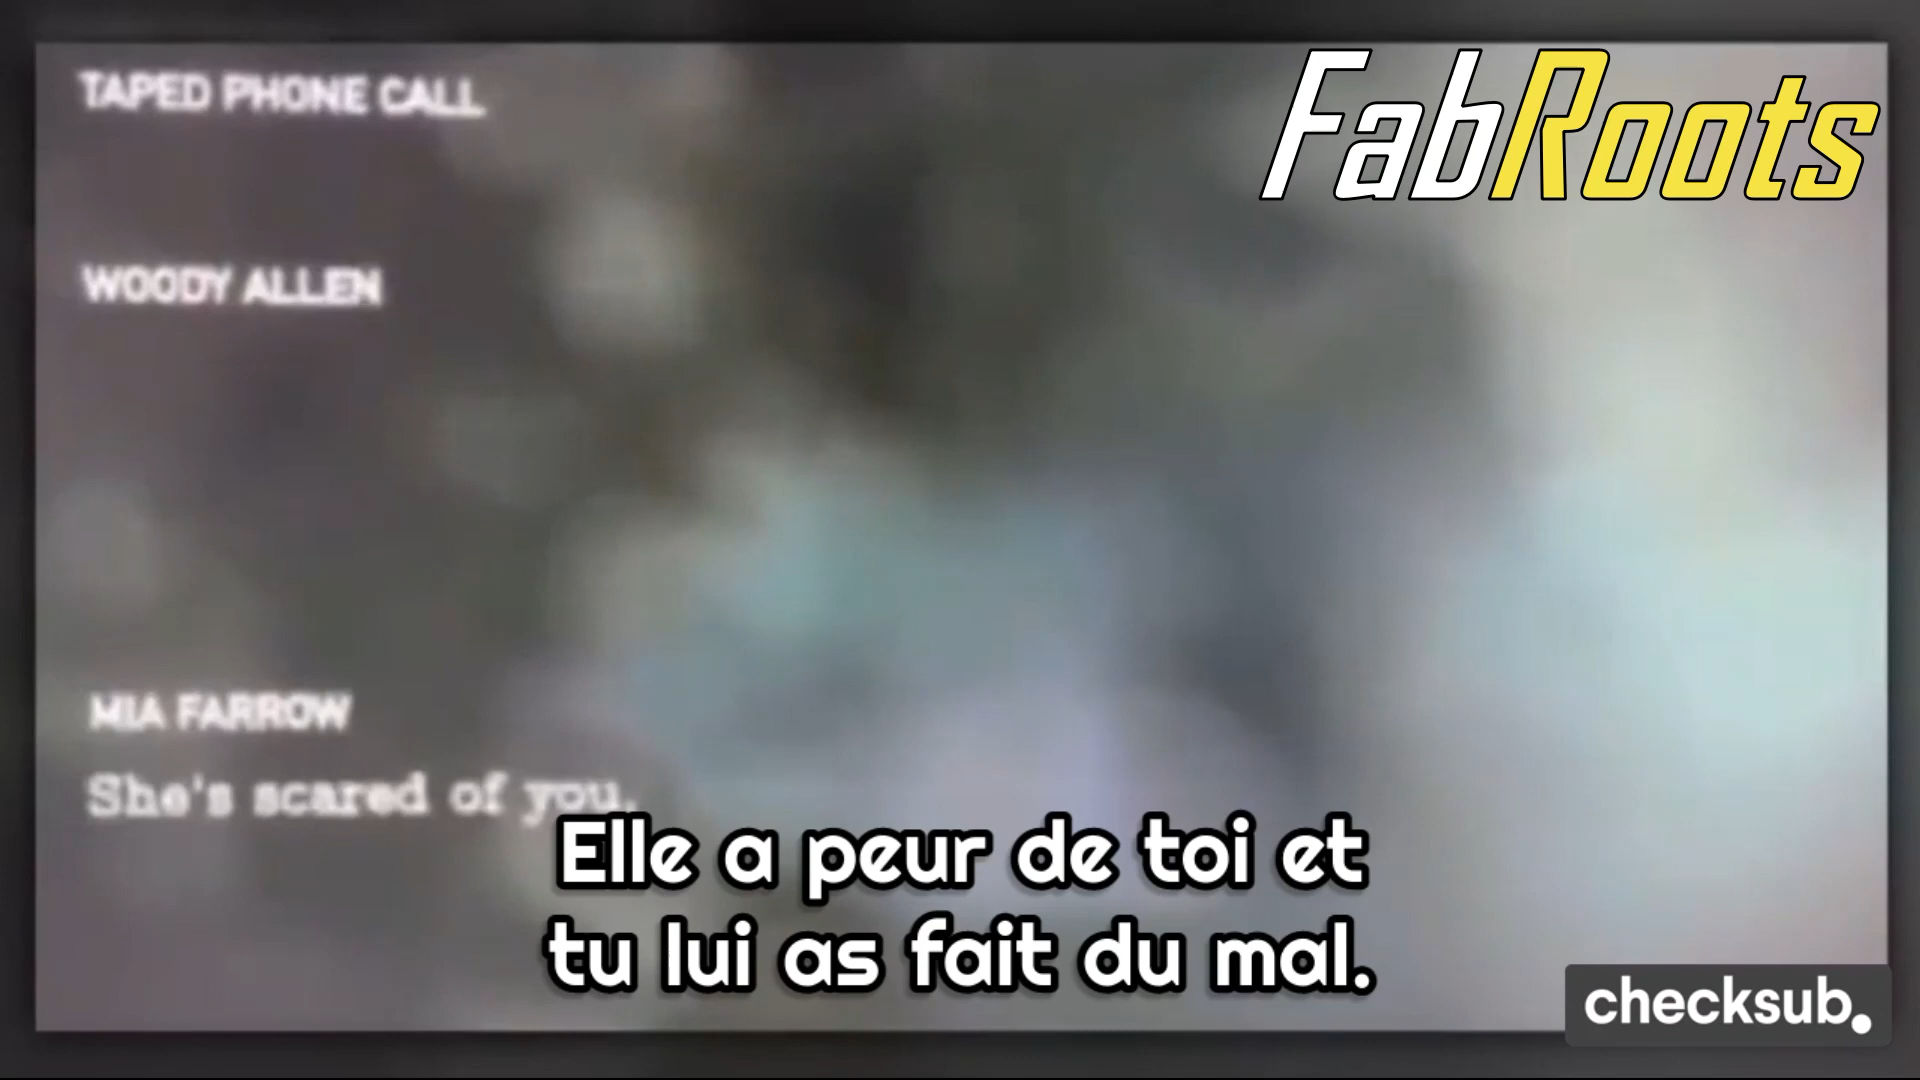 TAPED PHONE CALL
FabRoots
WOODY ALLEN
MIA FARROW
She's scared of you.
Elle a peur de toi et
tu lui as fait du mal.
checksub.